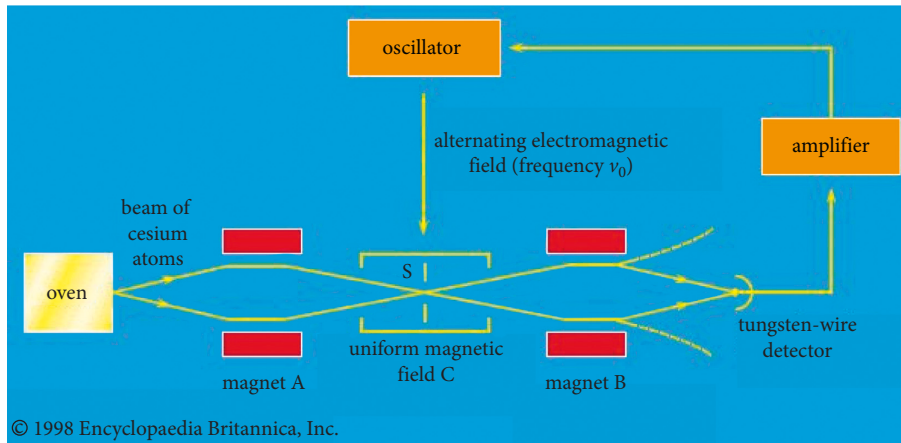 oscillator
alternating electromagnetic
field (frequency ν₀)
amplifier
beam of
cesium
atoms
oven
S
tungsten-wire
detector
uniform magnetic
field C
magnet A
magnet B
© 1998 Encyclopaedia Britannica, Inc.